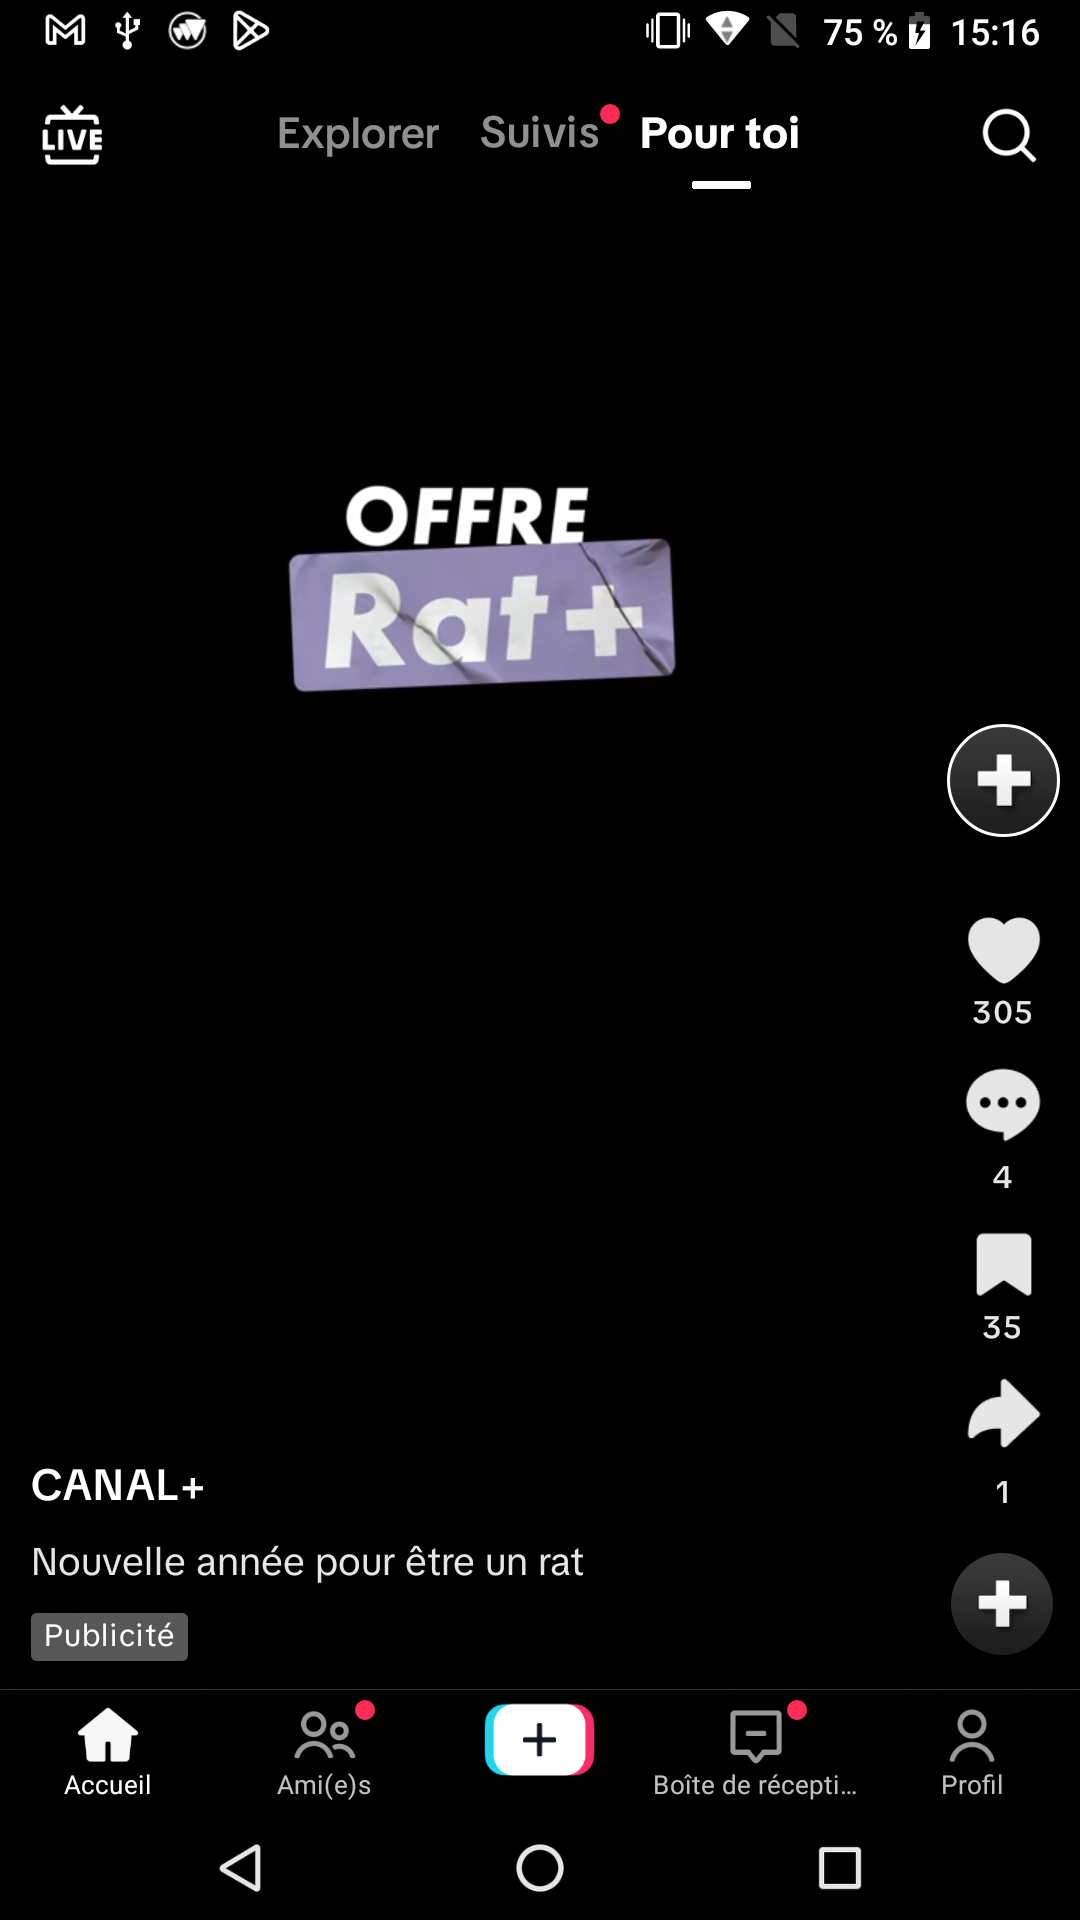 75 % 15:16
LIVE
Explorer Suivis Pour toi
OFFRE
Rat+
305
4
35
1
CANAL+
Nouvelle année pour être un rat
Publicité
Accueil
Ami(e)s
Boîte de récepti...
Profil